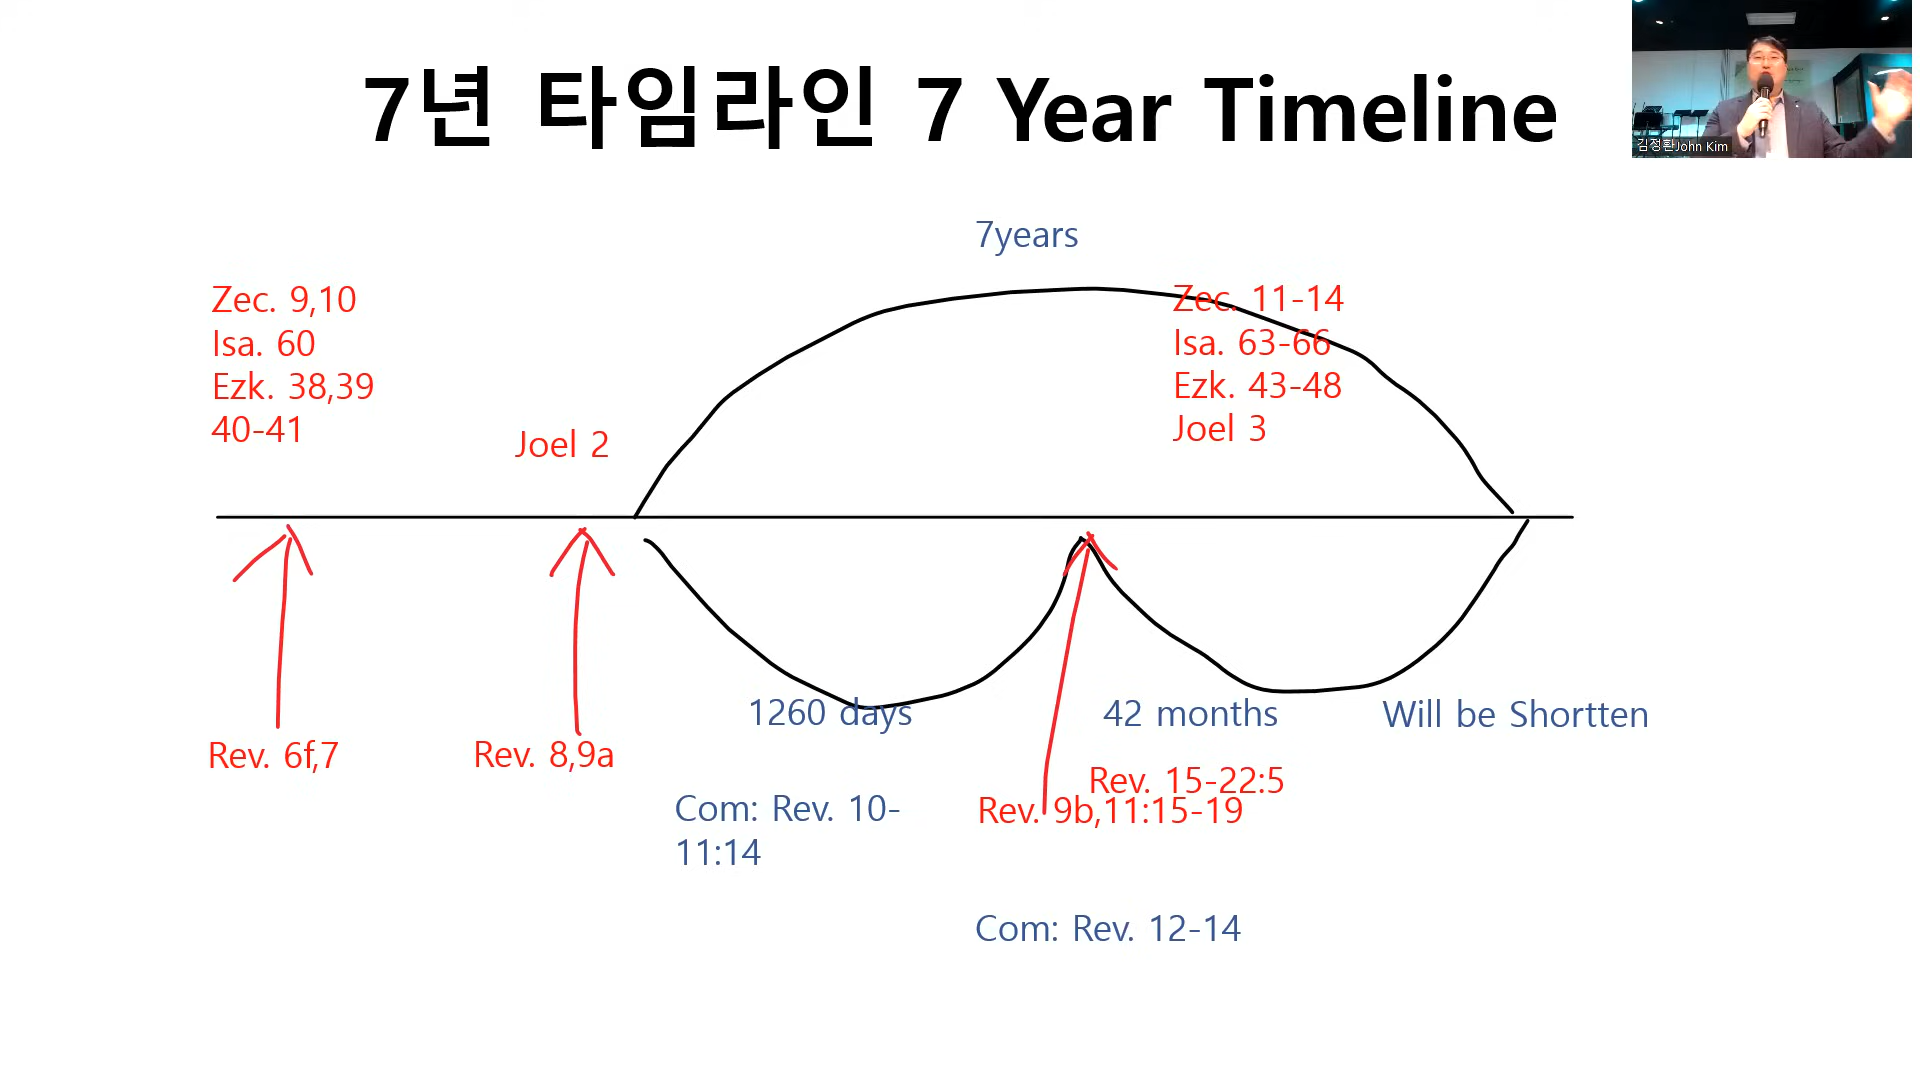 7년 타임라인 7 Year Timeline
김정환John Kim
7years
Zec. 9,10
Isa. 60
Ezk. 38,39
40-41
Joel 2
Zec. 11-14
Isa. 63-66
Ezk. 43-48
Joel 3
1260 days
42 months
Will be Shortten
Rev. 6f,7
Rev. 8,9a
Rev. 15-22:5
Rev. 9b,11:15-19
Com: Rev. 10-
11:14
Com: Rev. 12-14